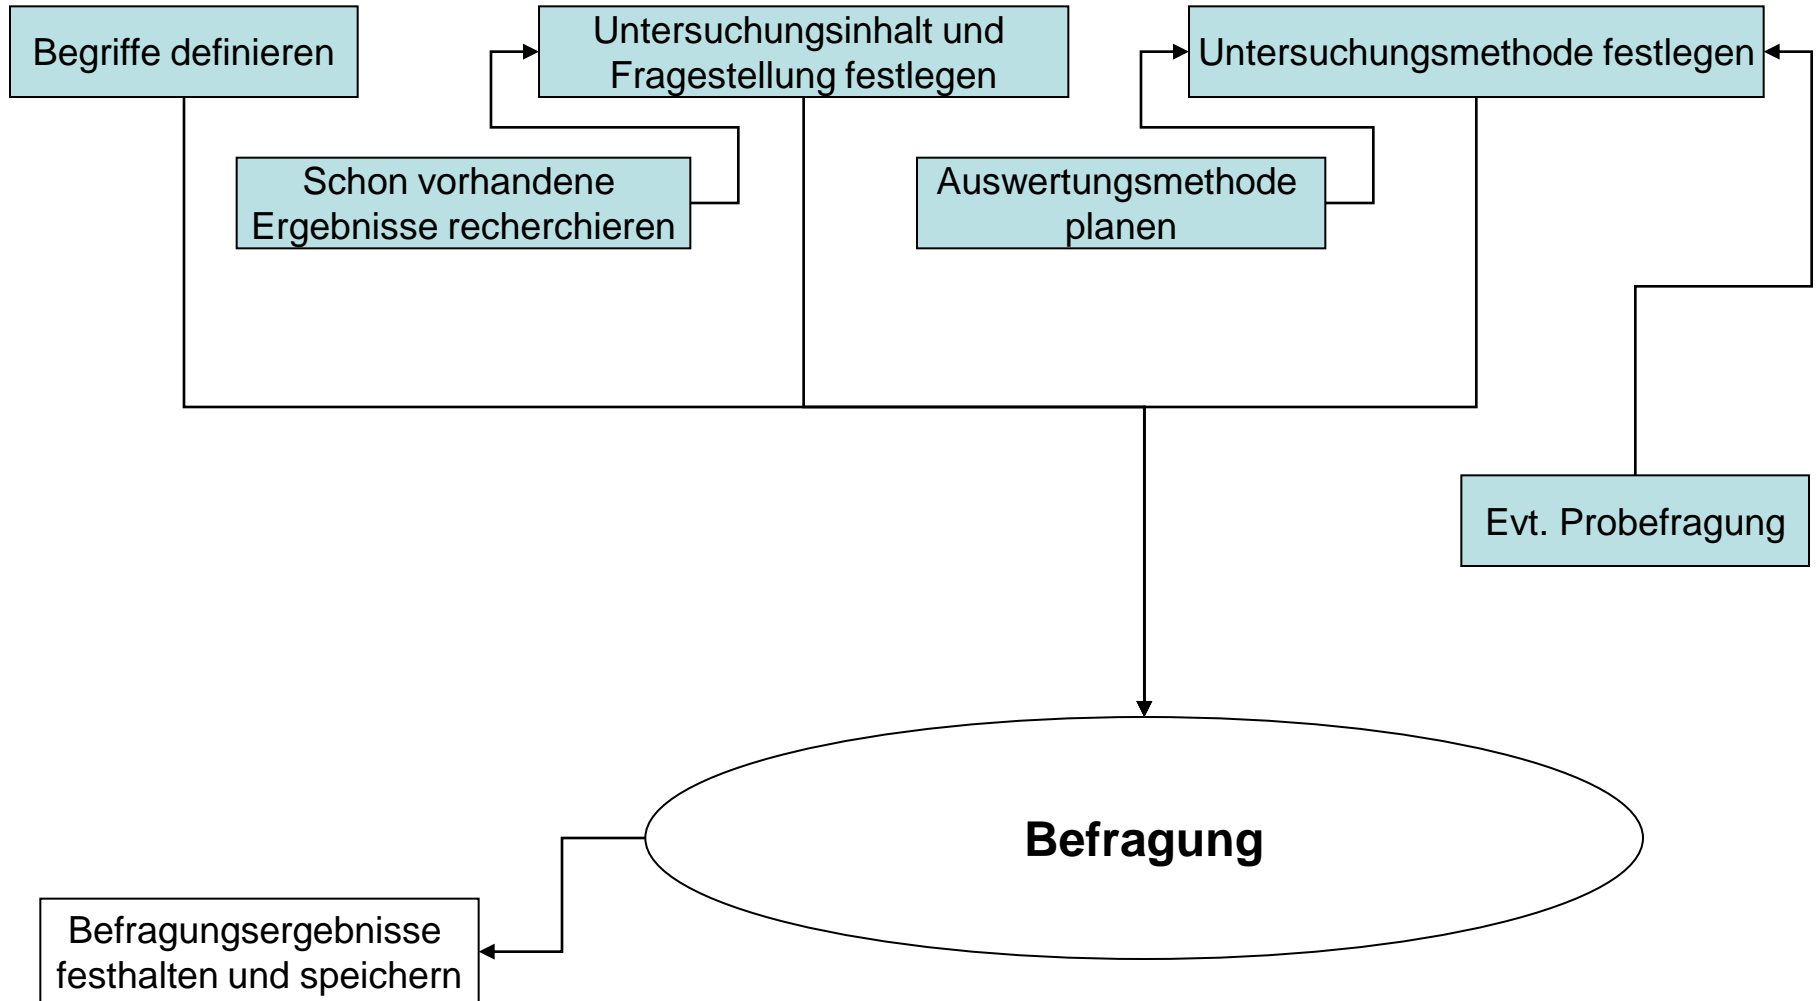 Begriffe definieren
Untersuchungsinhalt und
Fragestellung festlegen
Untersuchungsmethode festlegen
Schon vorhandene
Ergebnisse recherchieren
Auswertungsmethode
planen
Evt. Probefragung
Befragung
Befragungsergebnisse
festhalten und speichern